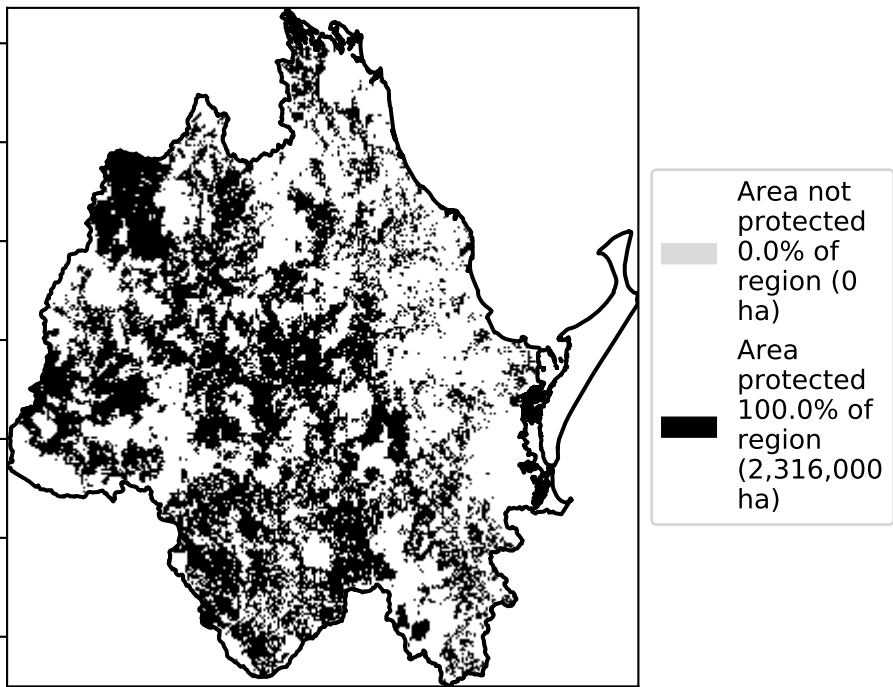 Area not
protected
0.0% of
region (0
ha)
Area
protected
100.0% of
region
(2,316,000
ha)